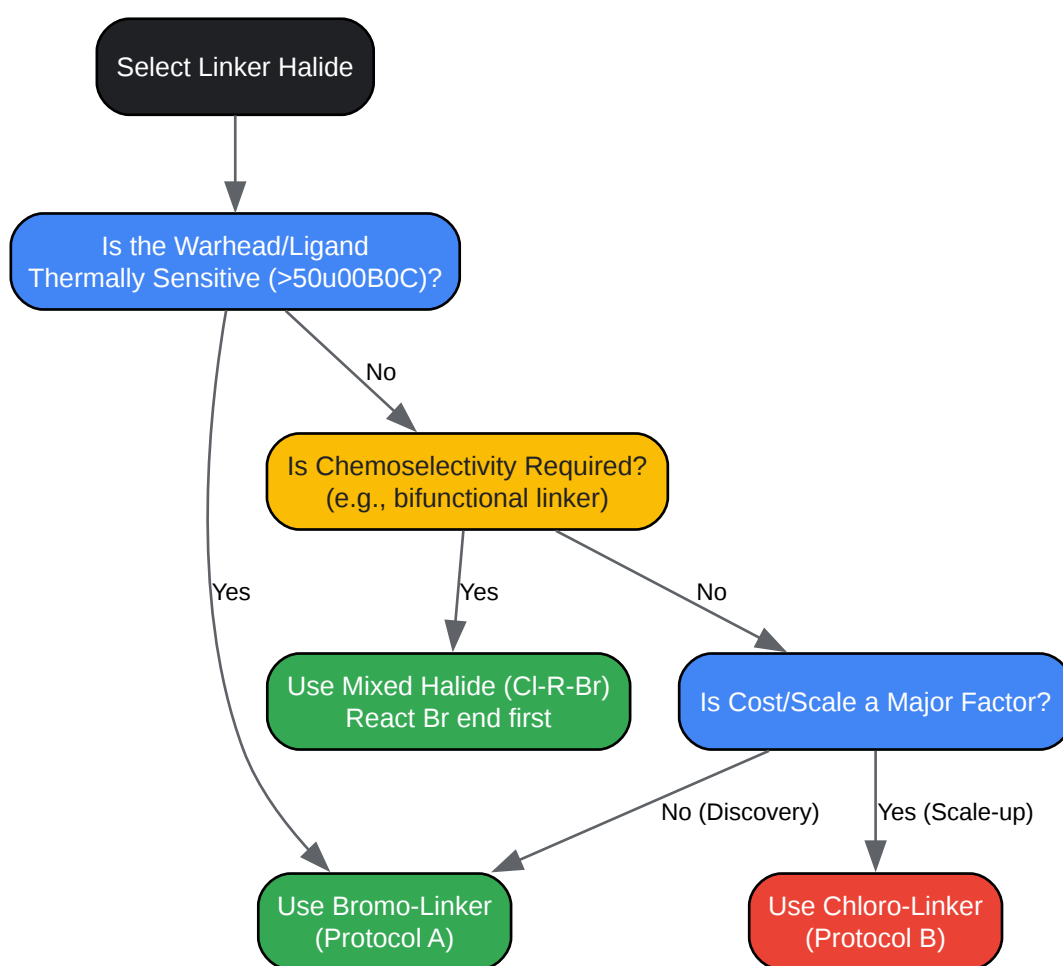 Select Linker Halide
Is the Warhead/Ligand
Thermally Sensitive (>50u00B0C)?
No
Is Chemoselectivity Required?
(e.g., bifunctional linker)
Yes
Yes
No
Use Mixed Halide (Cl-R-Br)
React Br end first
Is Cost/Scale a Major Factor?
No (Discovery)
Yes (Scale-up)
Use Bromo-Linker
(Protocol A)
Use Chloro-Linker
(Protocol B)